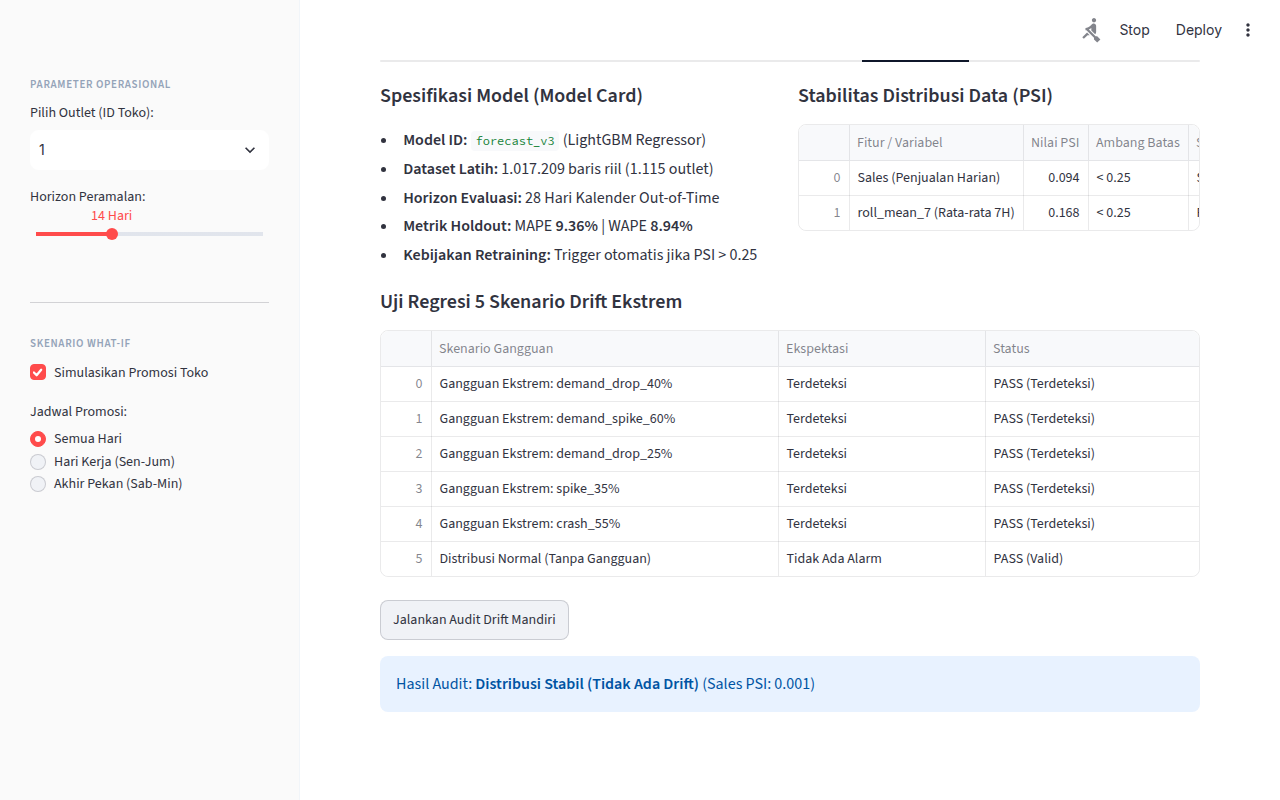 Stop Deploy
PARAMETER OPERASIONAL
Pilih Outlet (ID Toko):
1
Horizon Peramalan:
14 Hari
SKENARIO WHAT-IF
Simulasikan Promosi Toko
Jadwal Promosi:
Semua Hari
Hari Kerja (Sen-Jum)
Akhir Pekan (Sab-Min)
Spesifikasi Model (Model Card)
• Model ID: forecast_v3 (LightGBM Regressor)
• Dataset Latih: 1.017.209 baris riil (1.115 outlet)
• Horizon Evaluasi: 28 Hari Kalender Out-of-Time
• Metrik Holdout: MAPE 9.36% | WAPE 8.94%
• Kebijakan Retraining: Trigger otomatis jika PSI > 0.25
Stabilitas Distribusi Data (PSI)
Fitur / Variabel Nilai PSI Ambang Batas
0 Sales (Penjualan Harian) 0.094 < 0.25
1 roll_mean_7 (Rata-rata 7H) 0.168 < 0.25
Uji Regresi 5 Skenario Drift Ekstrem
Skenario Gangguan Ekspektasi Status
0 Gangguan Ekstrem: demand_drop_40% Terdeteksi PASS (Terdeteksi)
1 Gangguan Ekstrem: demand_spike_60% Terdeteksi PASS (Terdeteksi)
2 Gangguan Ekstrem: demand_drop_25% Terdeteksi PASS (Terdeteksi)
3 Gangguan Ekstrem: spike_35% Terdeteksi PASS (Terdeteksi)
4 Gangguan Ekstrem: crash_55% Terdeteksi PASS (Terdeteksi)
5 Distribusi Normal (Tanpa Gangguan) Tidak Ada Alarm PASS (Valid)
Jalankan Audit Drift Mandiri
Hasil Audit: Distribusi Stabil (Tidak Ada Drift) (Sales PSI: 0.001)